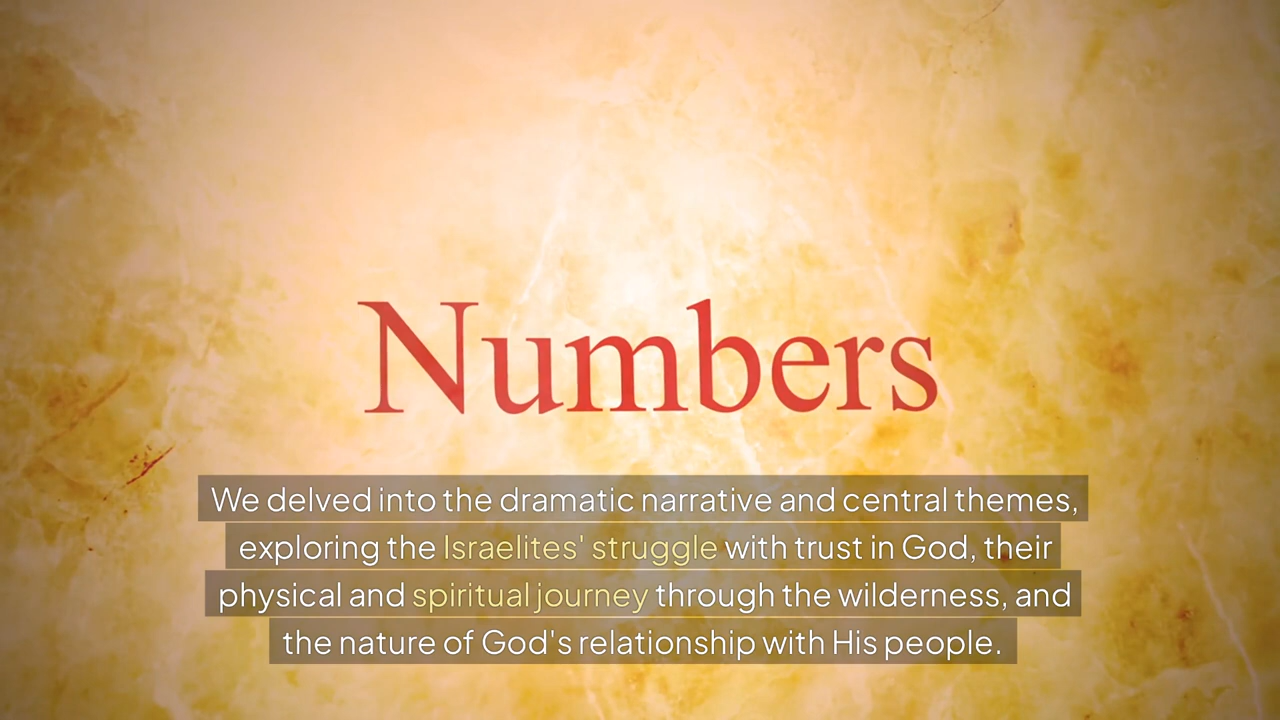 Numbers
We delved into the dramatic narrative and central themes,
exploring the Israelites' struggle with trust in God, their
physical and spiritual journey through the wilderness, and
the nature of God's relationship with His people.